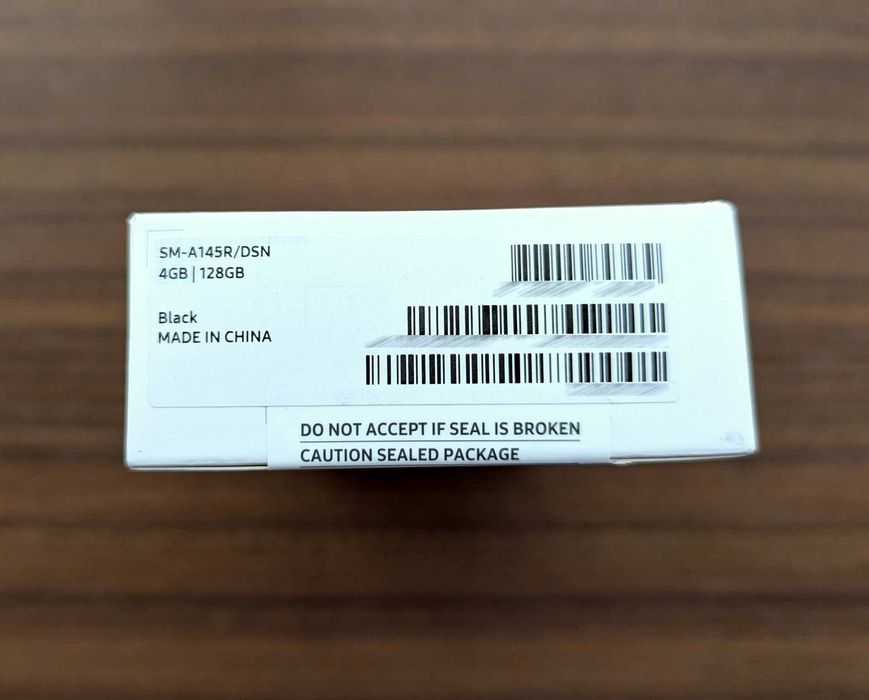 SM-A145R/DSN
4GB | 128GB
Black
MADE IN CHINA
DO NOT ACCEPT IF SEAL IS BROKEN
CAUTION SEALED PACKAGE